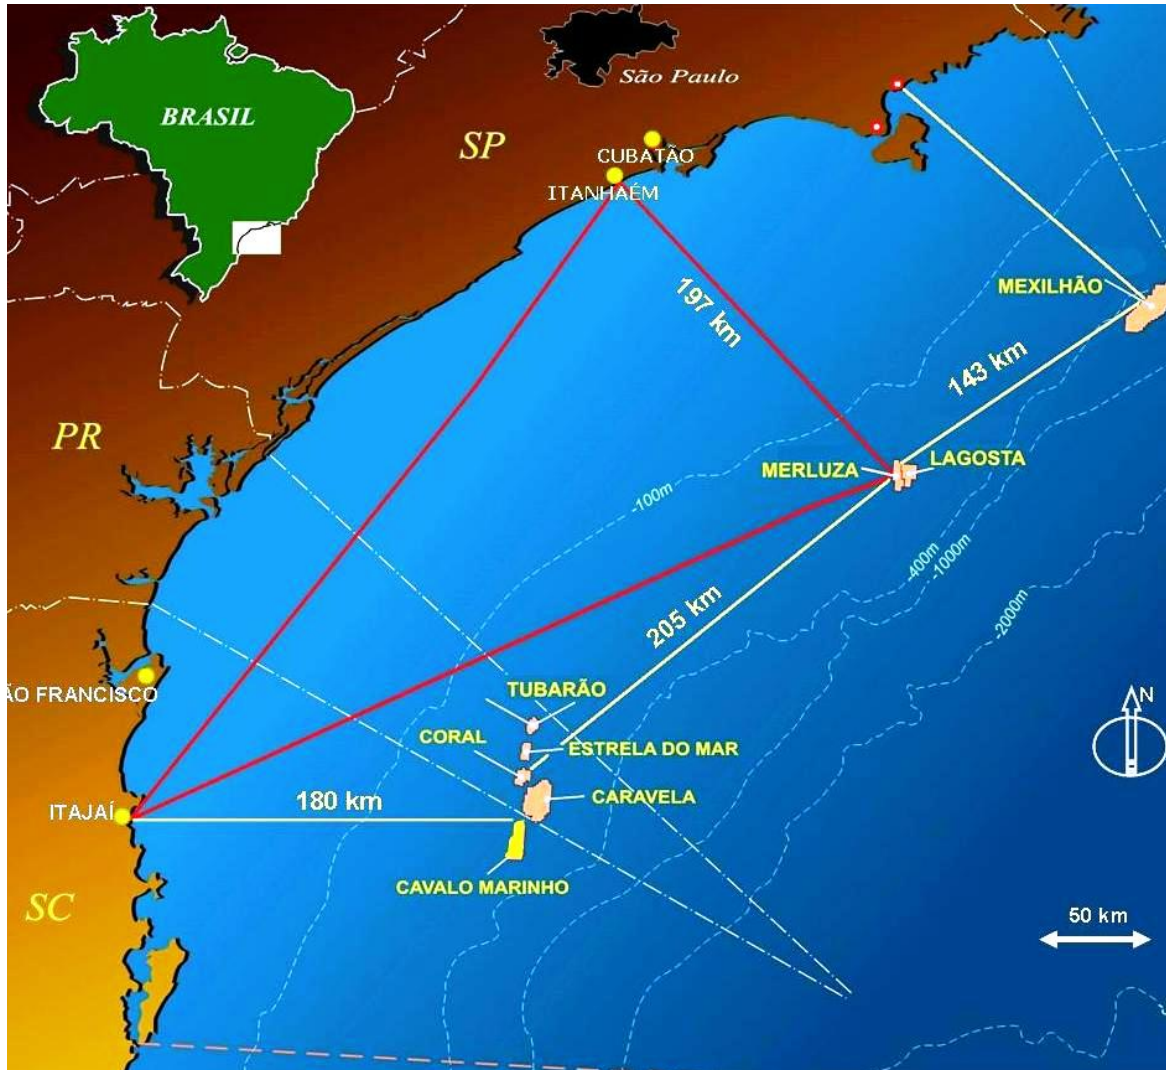 BRASIL
São Paulo
SP
CUBATÃO
ITANHAÉM
MEXILHÃO
197 km
143 km
PR
MERLUZA
LAGOSTA
-100m
-400m
-1000m
-2000m
205 km
ÃO FRANCISCO
TUBARÃO
CORAL
ESTRELA DO MAR
N
180 km
CARAVELA
ITAJAÍ
CAVALO MARINHO
SC
50 km